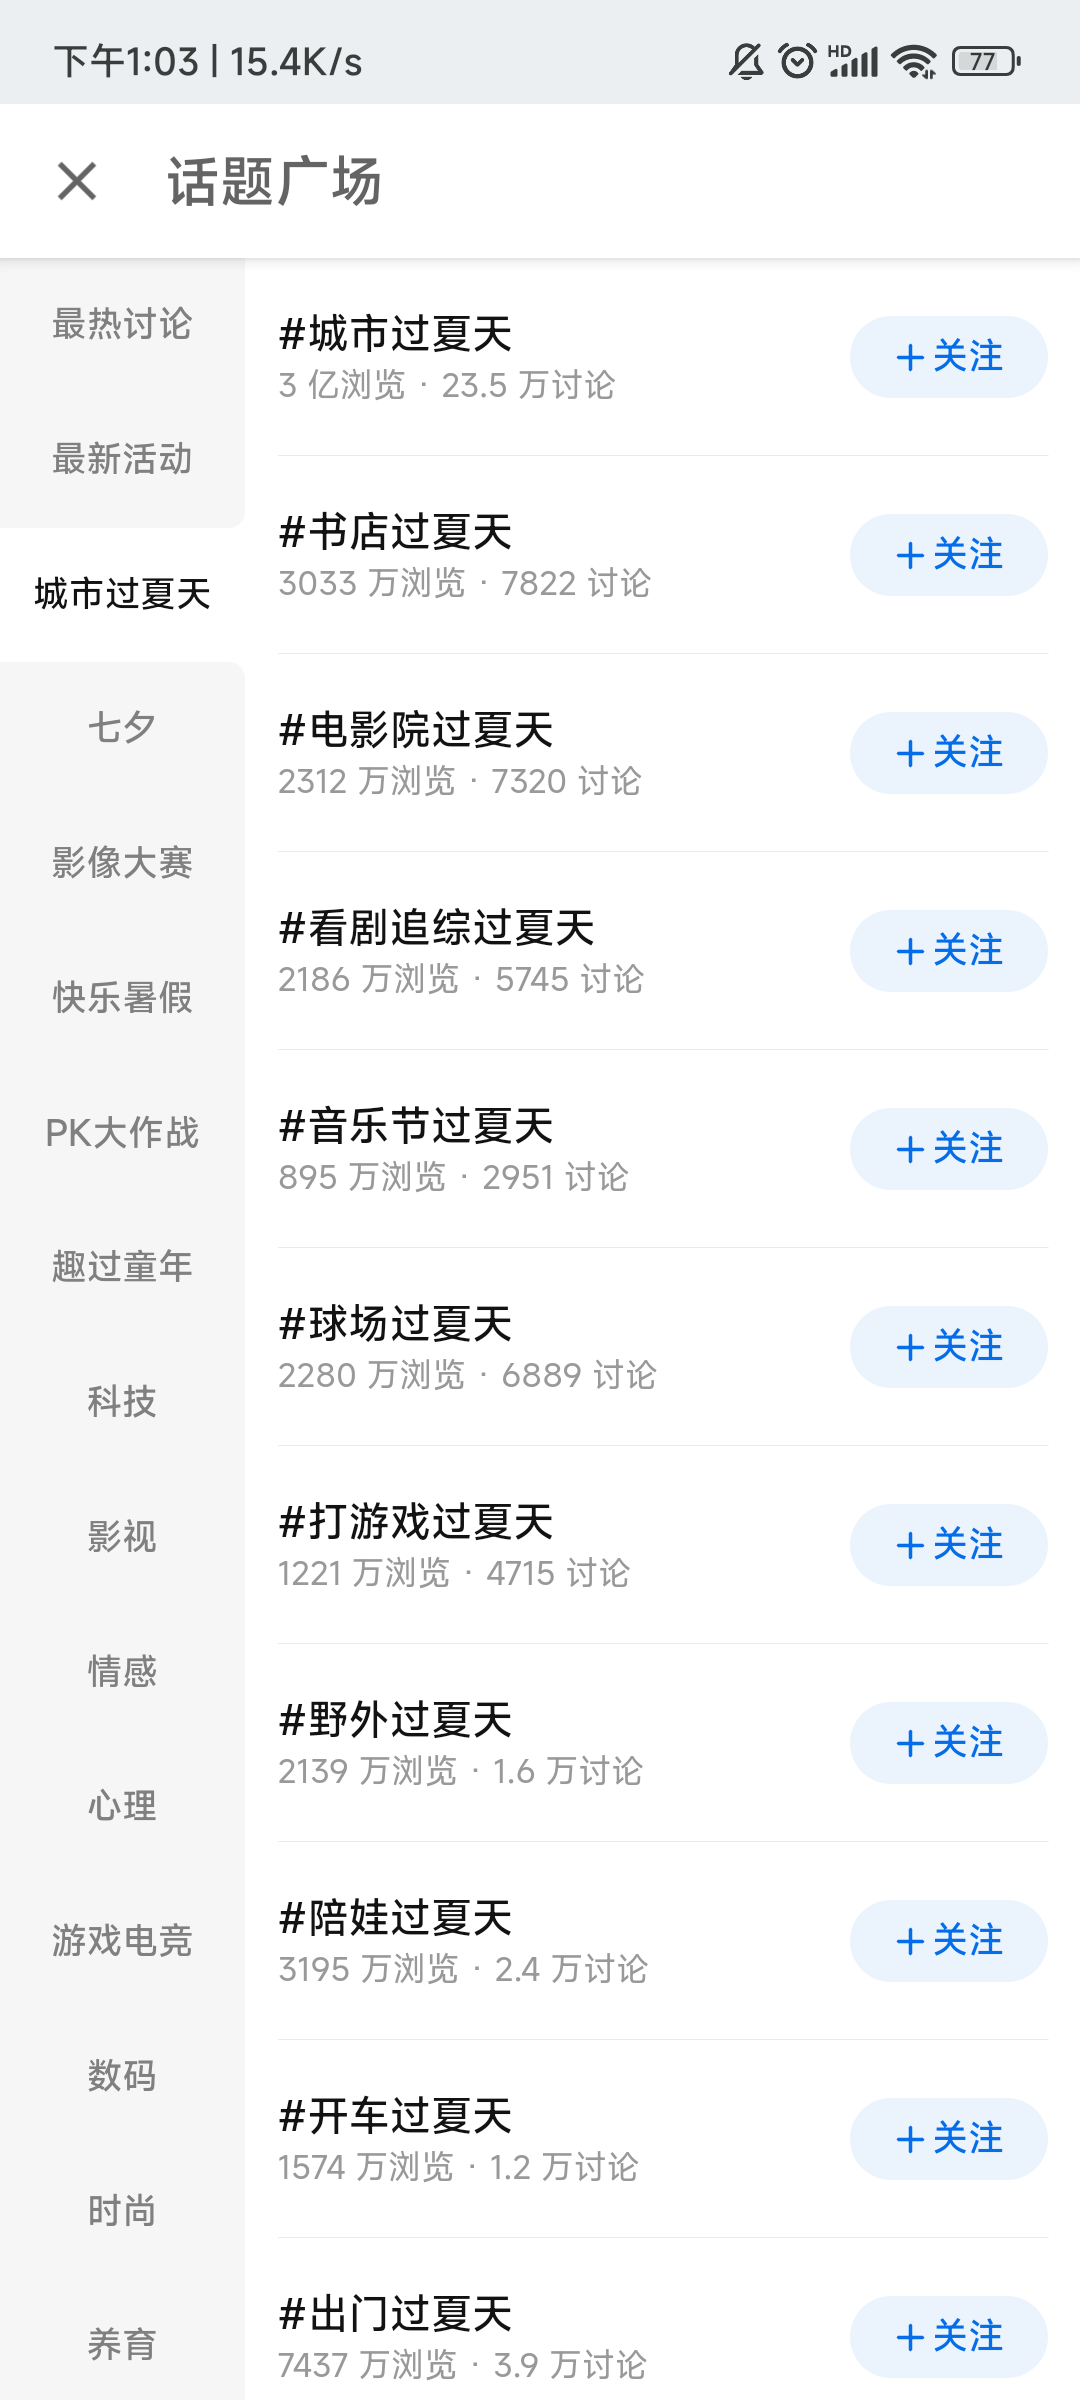 下午1:03 | 15.4K/s HD 77
话题广场
最热讨论
最新活动
城市过夏天
七夕
影像大赛
快乐暑假
PK大作战
趣过童年
科技
影视
情感
心理
游戏电竞
数码
时尚
养育
#城市过夏天
3 亿浏览 · 23.5 万讨论
+关注
#书店过夏天
3033 万浏览 · 7822 讨论
+关注
#电影院过夏天
2312 万浏览 · 7320 讨论
+关注
#看剧追综过夏天
2186 万浏览 · 5745 讨论
+关注
#音乐节过夏天
895 万浏览 · 2951 讨论
+关注
#球场过夏天
2280 万浏览 · 6889 讨论
+关注
#打游戏过夏天
1221 万浏览 · 4715 讨论
+关注
#野外过夏天
2139 万浏览 · 1.6 万讨论
+关注
#陪娃过夏天
3195 万浏览 · 2.4 万讨论
+关注
#开车过夏天
1574 万浏览 · 1.2 万讨论
+关注
#出门过夏天
7437 万浏览 · 3.9 万讨论
+关注